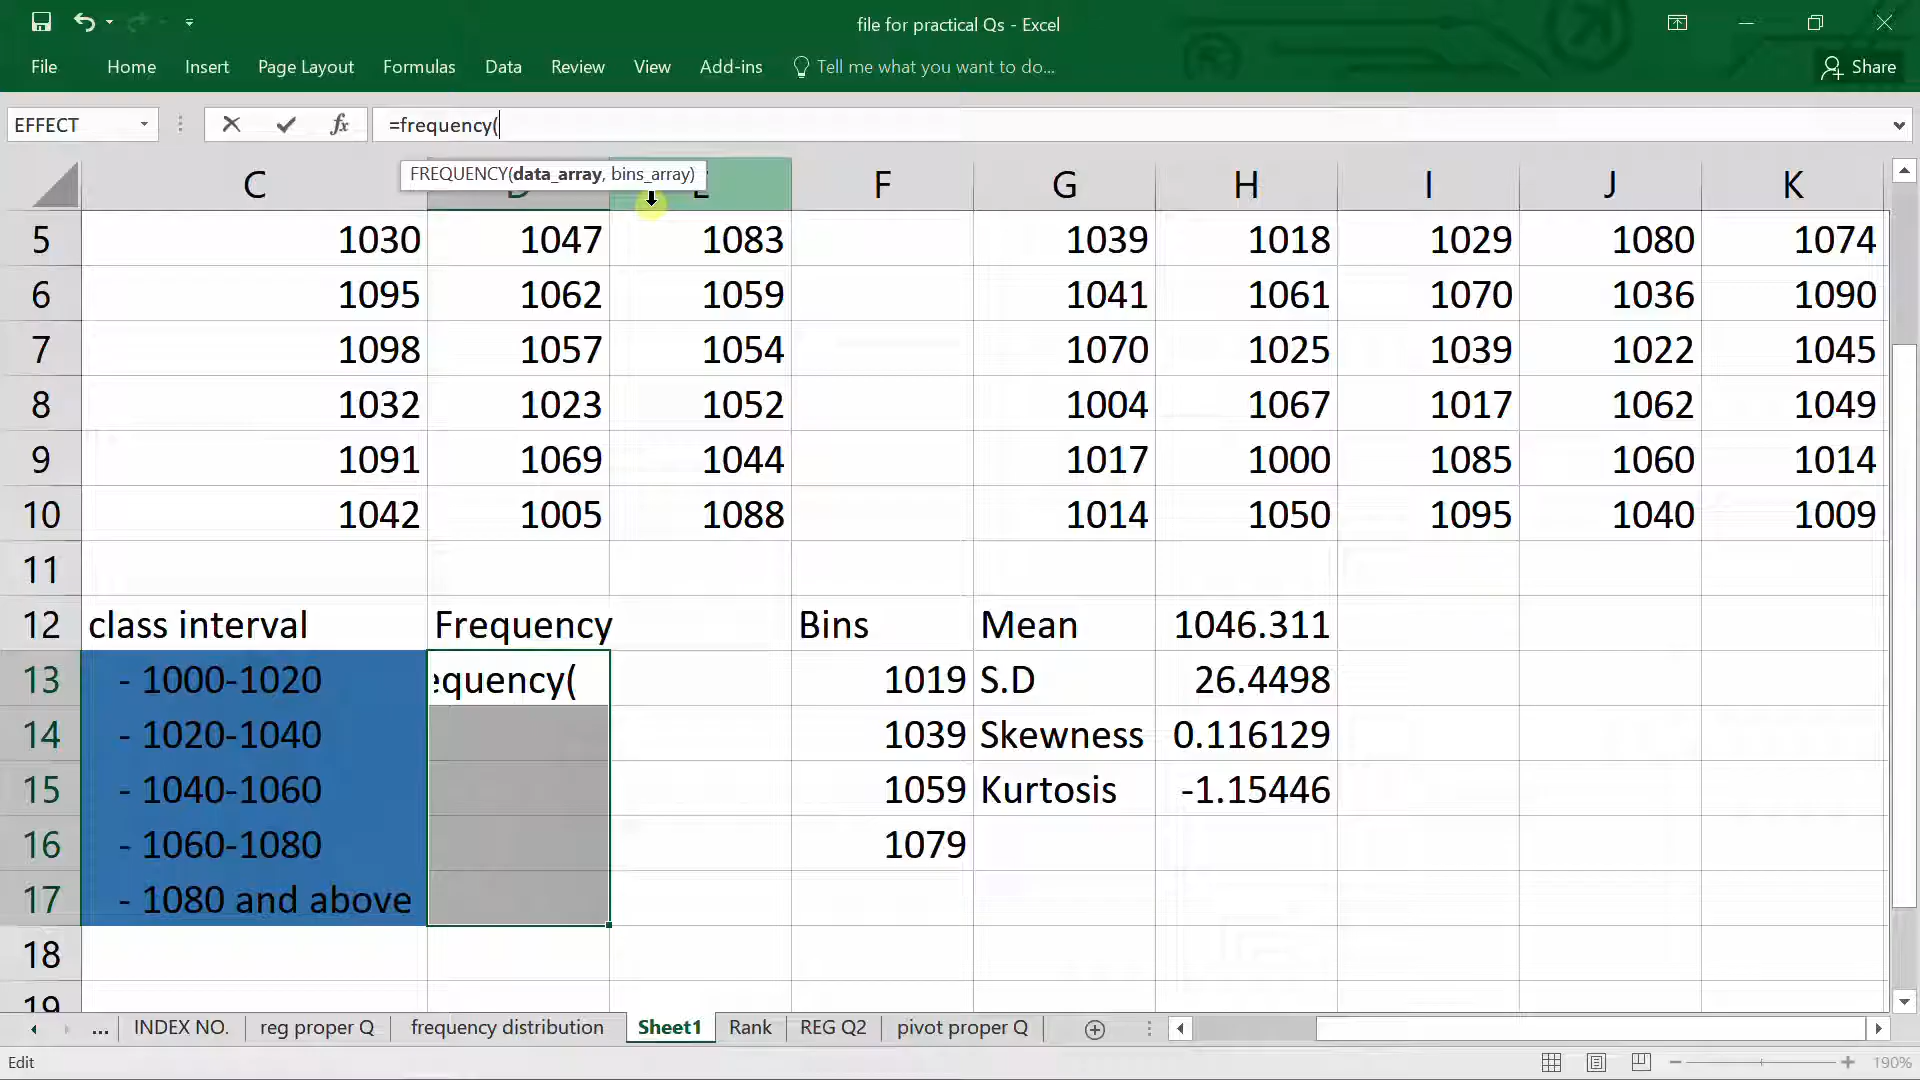 file for practical Qs - Excel
File Home Insert Page Layout Formulas Data Review View Add-ins Tell me what you want to do... Share
EFFECT fx =frequency(
FREQUENCY(data_array, bins_array)
C F G H I J K
5 1030 1047 1083 1039 1018 1029 1080 1074
6 1095 1062 1059 1041 1061 1070 1036 1090
7 1098 1057 1054 1070 1025 1039 1022 1045
8 1032 1023 1052 1004 1067 1017 1062 1049
9 1091 1069 1044 1017 1000 1085 1060 1014
10 1042 1005 1088 1014 1050 1095 1040 1009
11
12 class interval Frequency Bins Mean 1046.311
13 - 1000-1020 equency( 1019 S.D 26.4498
14 - 1020-1040 1039 Skewness 0.116129
15 - 1040-1060 1059 Kurtosis -1.15446
16 - 1060-1080 1079
17 - 1080 and above
18
19
... INDEX NO. reg proper Q frequency distribution Sheet1 Rank REG Q2 pivot proper Q
Edit 190%